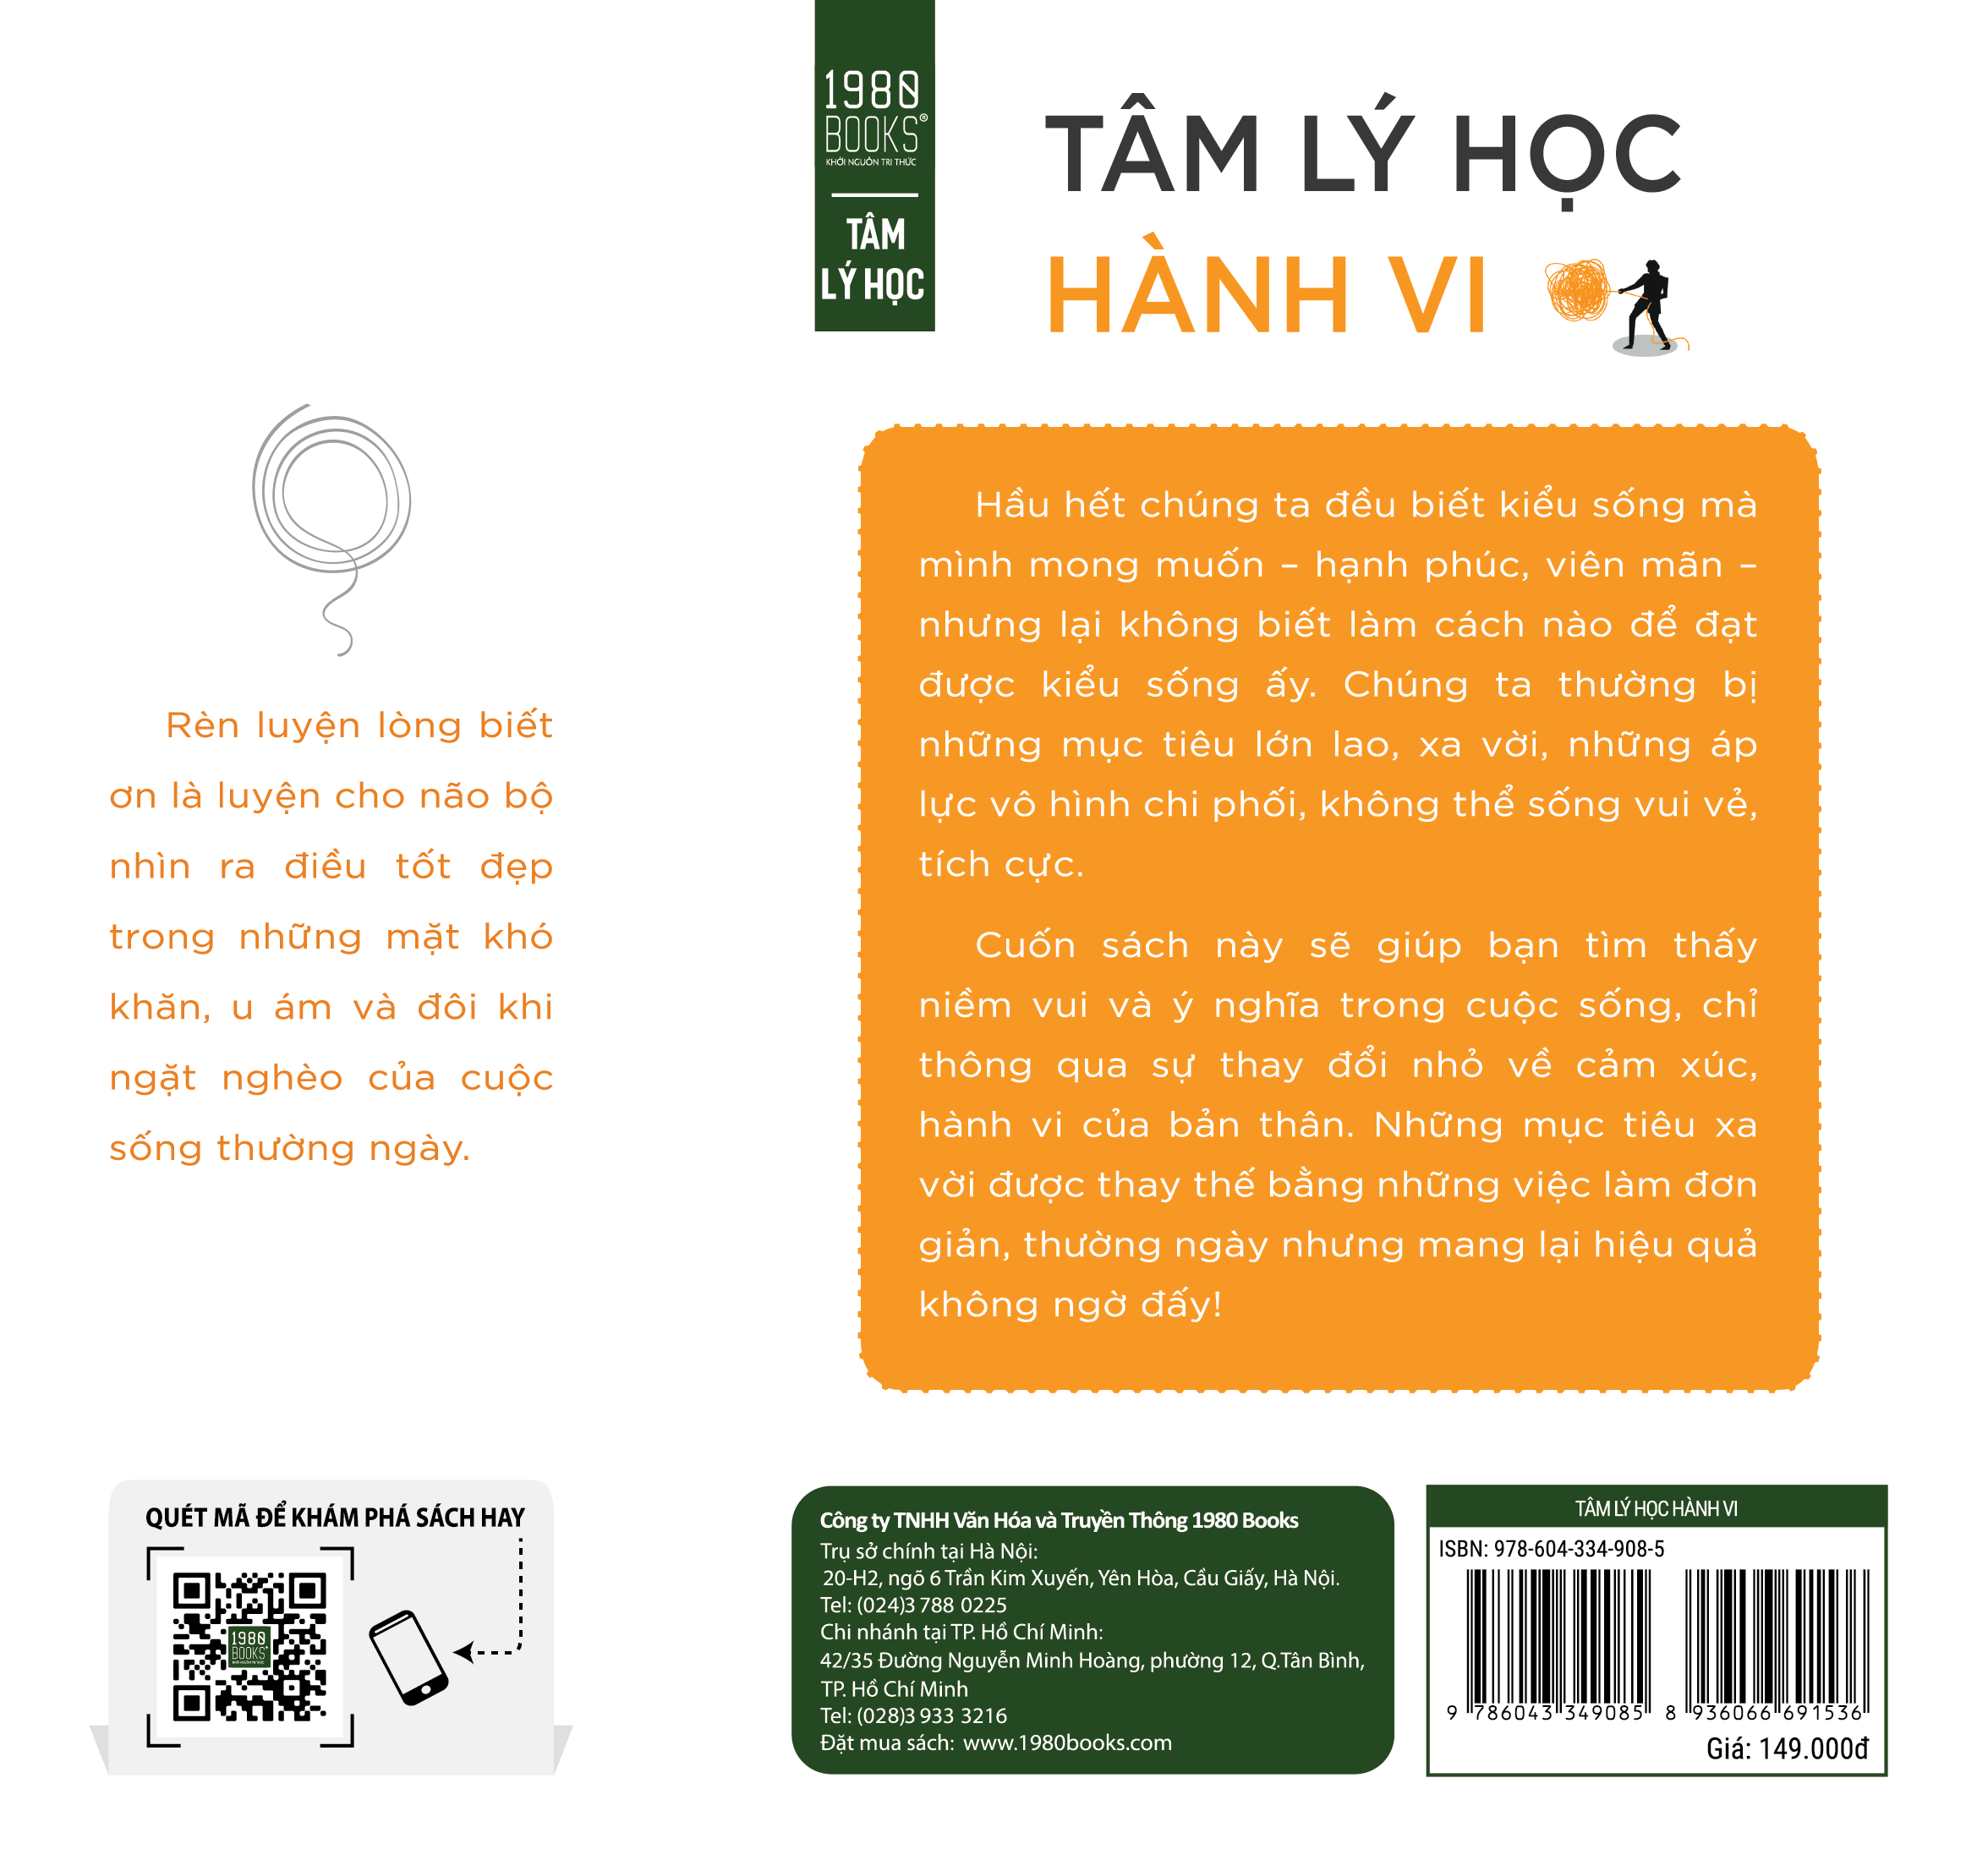 1980
BOOKS®
KHỞI NGUỒN TRI THỨC
TÂM
LÝ HỌC
TÂM LÝ HỌC
HÀNH VI
Rèn luyện lòng biết
ơn là luyện cho não bộ
nhìn ra điều tốt đẹp
trong những mặt khó
khăn, u ám và đôi khi
ngặt nghèo của cuộc
sống thường ngày.
Hầu hết chúng ta đều biết kiểu sống mà
mình mong muốn – hạnh phúc, viên mãn –
nhưng lại không biết làm cách nào để đạt
được kiểu sống ấy. Chúng ta thường bị
những mục tiêu lớn lao, xa vời, những áp
lực vô hình chi phối, không thể sống vui vẻ,
tích cực.
Cuốn sách này sẽ giúp bạn tìm thấy
niềm vui và ý nghĩa trong cuộc sống, chỉ
thông qua sự thay đổi nhỏ về cảm xúc,
hành vi của bản thân. Những mục tiêu xa
vời được thay thế bằng những việc làm đơn
giản, thường ngày nhưng mang lại hiệu quả
không ngờ đấy!
QUÉT MÃ ĐỂ KHÁM PHÁ SÁCH HAY
1980
BOOKS
Công ty TNHH Văn Hóa và Truyền Thông 1980 Books
Trụ sở chính tại Hà Nội:
20-H2, ngõ 6 Trần Kim Xuyến, Yên Hòa, Cầu Giấy, Hà Nội.
Tel: (024)3 788 0225
Chi nhánh tại TP. Hồ Chí Minh:
42/35 Đường Nguyễn Minh Hoàng, phường 12, Q.Tân Bình,
TP. Hồ Chí Minh
Tel: (028)3 933 3216
Đặt mua sách: www.1980books.com
TÂM LÝ HỌC HÀNH VI
ISBN: 978-604-334-908-5
9 786043 349085
8 936066 691536
Giá: 149.000đ